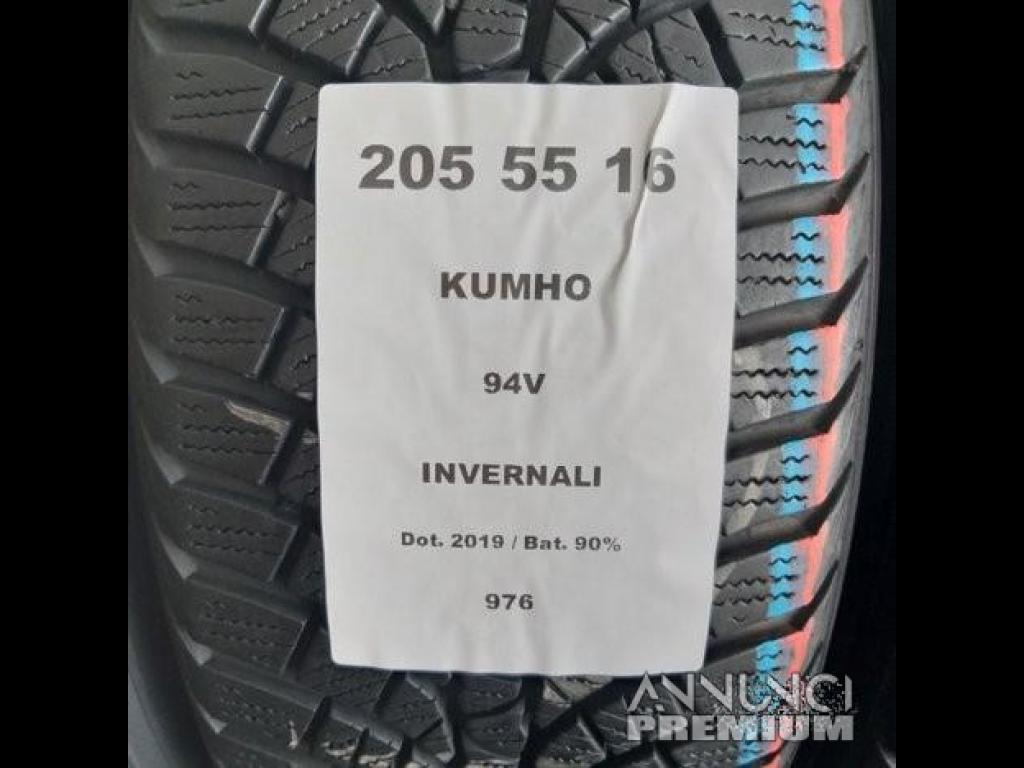 205 55 16
KUMHO
94V
INVERNALI
Dot. 2019 / Bat. 90%
976
ANNUNCI
PREMIUM